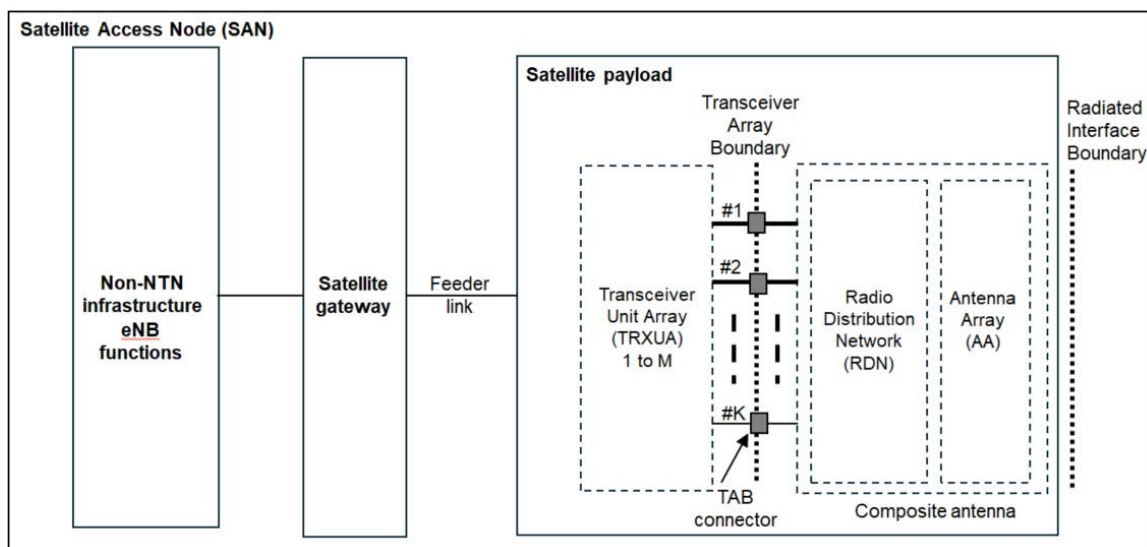 Satellite Access Node (SAN)
Non-NTN
infrastructure
eNB
functions
Satellite
gateway
Feeder
link
Satellite payload
Transceiver
Array
Boundary
Transceiver
Unit Array
(TRXUA)
1 to M
#1
#2
#K
TAB
connector
Radio
Distribution
Network
(RDN)
Antenna
Array
(AA)
Composite antenna
Radiated
Interface
Boundary